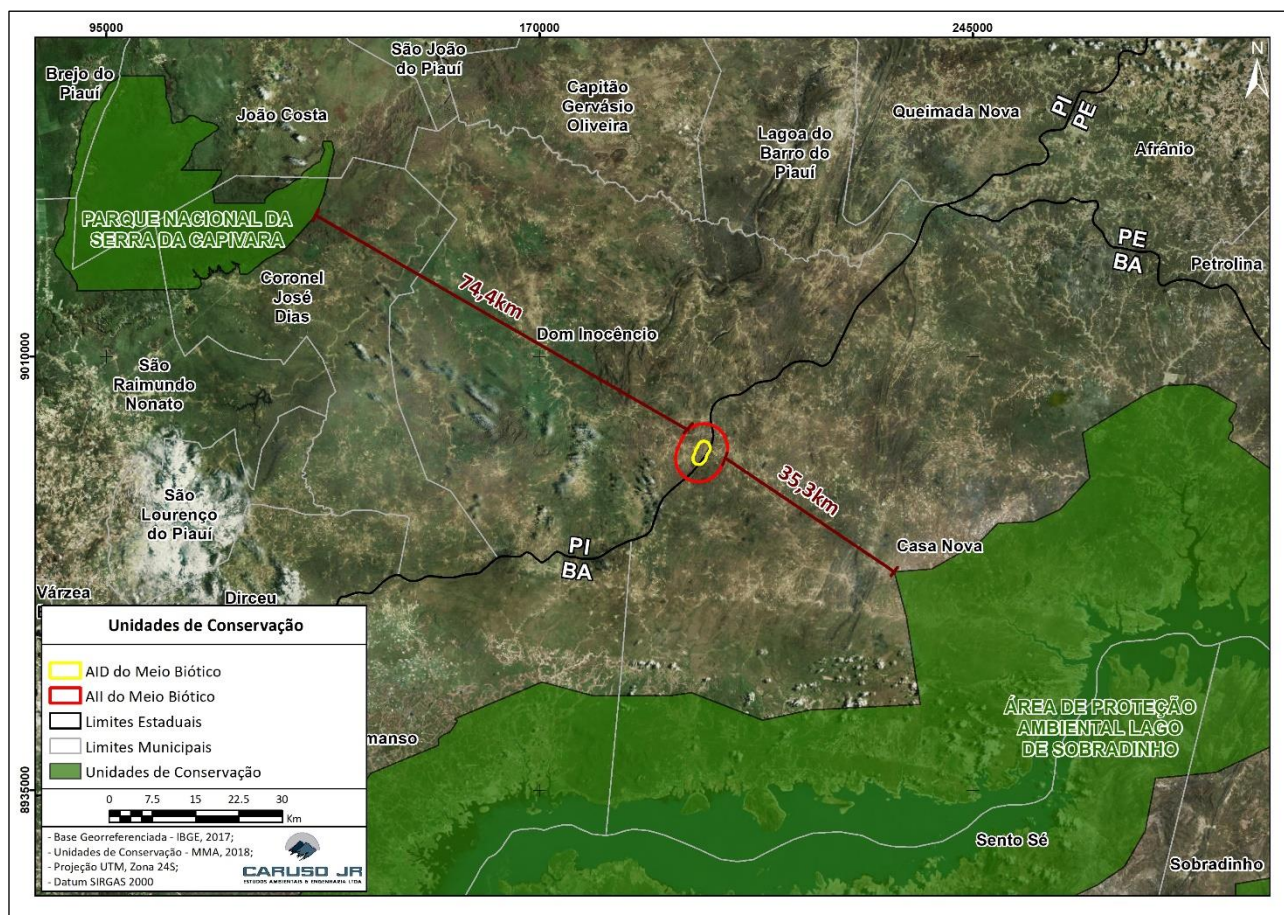 95000
170000
245000
N
Brejo do
Piauí
São João
do Piauí
João Costa
Capitão
Gervásio
Oliveira
Queimada Nova
PI
PE
Lagoa do
Barro do
Piauí
Afrânio
PARQUE NACIONAL DA
SERRA DA CAPIVARA
PE
BA
Petrolina
Coronel
José
Dias
74,4km
Dom Inocêncio
9010000
São
Raimundo
Nonato
35,3km
São
Lourenço
do Piauí
Casa Nova
PI
BA
Várzea
Dirceu
ÁREA DE PROTEÇÃO
AMBIENTAL LAGO
DE SOBRADINHO
manso
8935000
Sento Sé
Sobradinho
Unidades de Conservação
AID do Meio Biótico
AII do Meio Biótico
Limites Estaduais
Limites Municipais
Unidades de Conservação
0 7.5 15 22.5 30
Km
- Base Georreferenciada - IBGE, 2017;
- Unidades de Conservação - MMA, 2018;
- Projeção UTM, Zona 24S;
- Datum SIRGAS 2000
CARUSO JR
ESTUDOS AMBIENTAIS & ENGENHARIA LTDA